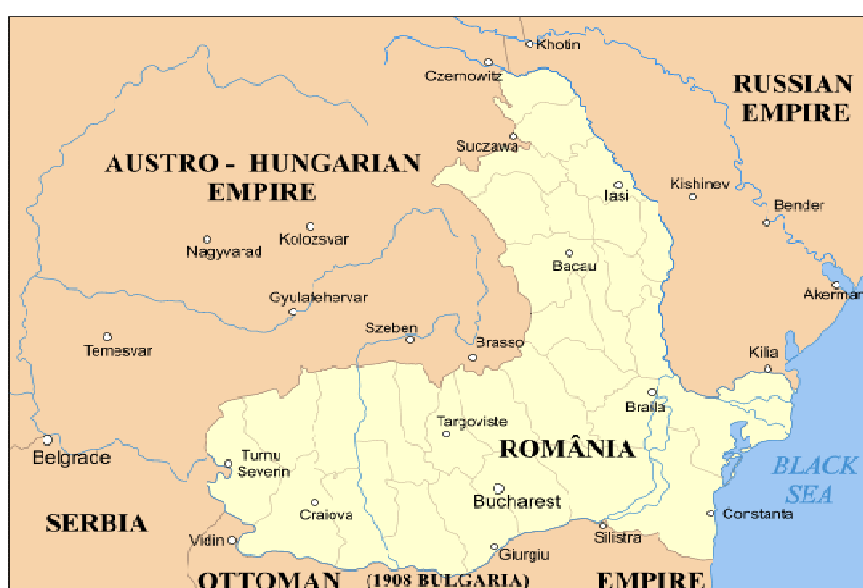 Khotin
Czernowitz
RUSSIAN
EMPIRE
Suczawa
AUSTRO - HUNGARIAN
EMPIRE
Iasi
Kishinev
Bender
Kolozsvar
Nagyvarad
Bacau
Gyulafehervar
Akerman
Szeben
Brasso
Temesvar
Kilia
Braila
Targoviste
ROMÂNIA
Belgrade
Turnu
Severin
BLACK
SEA
Bucharest
SERBIA
Craiova
Constanta
Vidin
Silistra
Giurgiu
OTTOMAN (1908 BULGARIA) EMPIRE